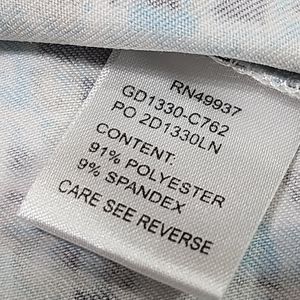 RN49937
GD1330-C762
PO 2D1330LN
CONTENT:
91% POLYESTER
9% SPANDEX
CARE SEE REVERSE